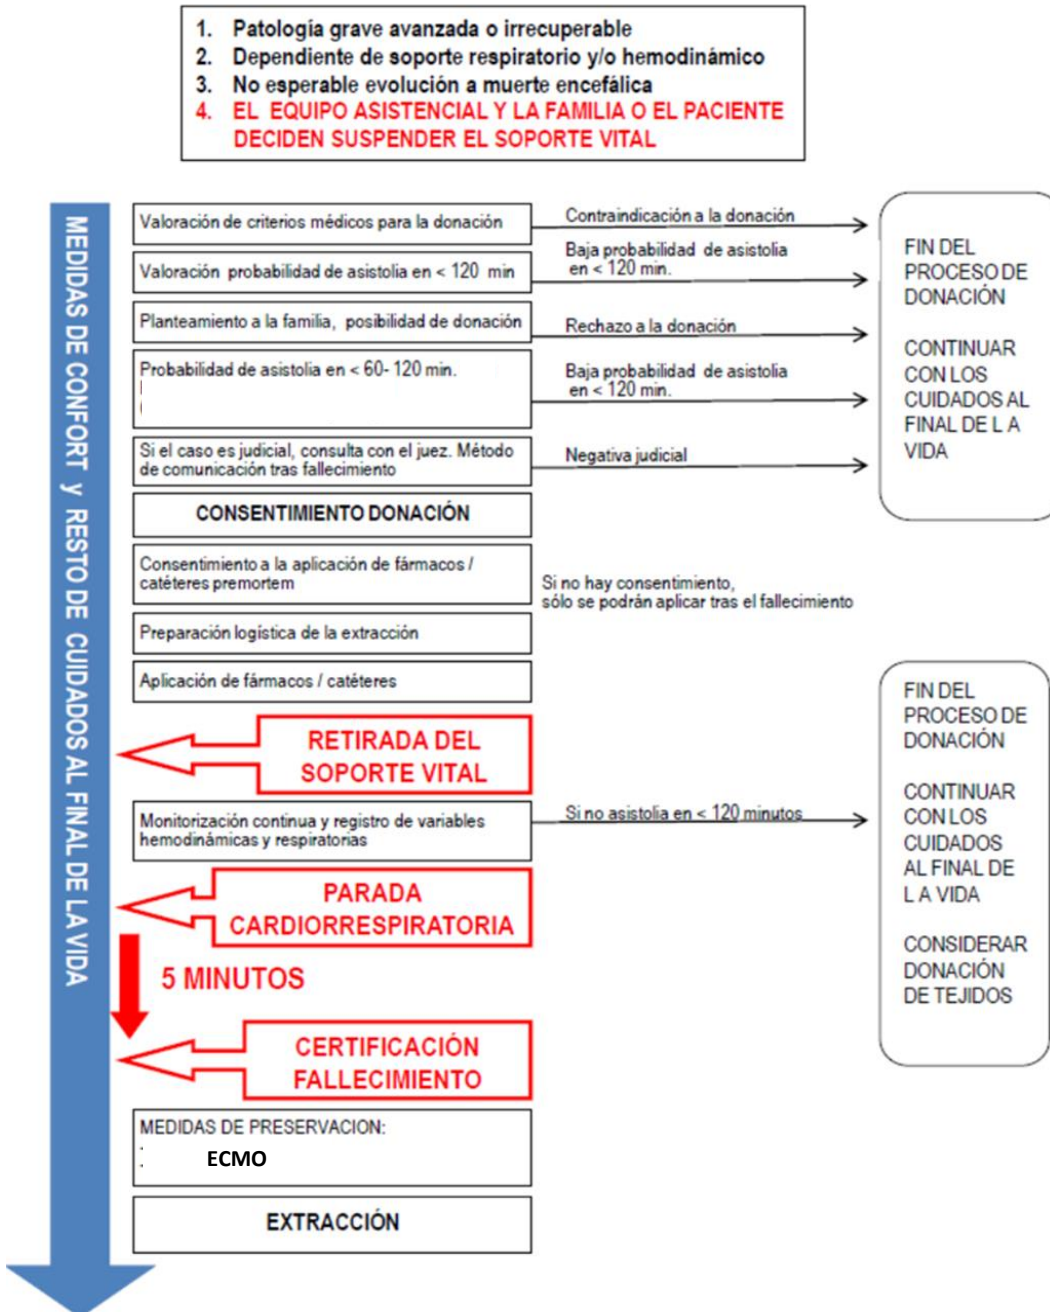 1. Patología grave avanzada o irrecuperable
2. Dependiente de soporte respiratorio y/o hemodinámico
3. No esperable evolución a muerte encefálica
4. EL EQUIPO ASISTENCIAL Y LA FAMILIA O EL PACIENTE
DECIDEN SUSPENDER EL SOPORTE VITAL
MEDIDAS DE CONFORT y RESTO DE CUIDADOS AL FINAL DE LA VIDA
Valoración de criterios médicos para la donación
Contraindicación a la donación
Valoración probabilidad de asistolia en < 120 min
Baja probabilidad de asistolia
en < 120 min.
Planteamiento a la familia, posibilidad de donación
Rechazo a la donación
Probabilidad de asistolia en < 60- 120 min.
Baja probabilidad de asistolia
en < 120 min.
Si el caso es judicial, consulta con el juez. Método
de comunicación tras fallecimiento
Negativa judicial
FIN DEL
PROCESO DE
DONACIÓN
CONTINUAR
CON LOS
CUIDADOS AL
FINAL DE L A
VIDA
CONSENTIMIENTO DONACIÓN
Consentimiento a la aplicación de fármacos /
catéteres premortem
Si no hay consentimiento,
sólo se podrán aplicar tras el fallecimiento
Preparación logística de la extracción
Aplicación de fármacos / catéteres
RETIRADA DEL
SOPORTE VITAL
Monitorización continua y registro de variables
hemodinámicas y respiratorias
Si no asistolia en < 120 minutos
FIN DEL
PROCESO DE
DONACIÓN
CONTINUAR
CON LOS
CUIDADOS
AL FINAL DE
L A VIDA
CONSIDERAR
DONACIÓN
DE TEJIDOS
PARADA
CARDIORRESPIRATORIA
5 MINUTOS
CERTIFICACIÓN
FALLECIMIENTO
MEDIDAS DE PRESERVACION:
ECMO
EXTRACCIÓN